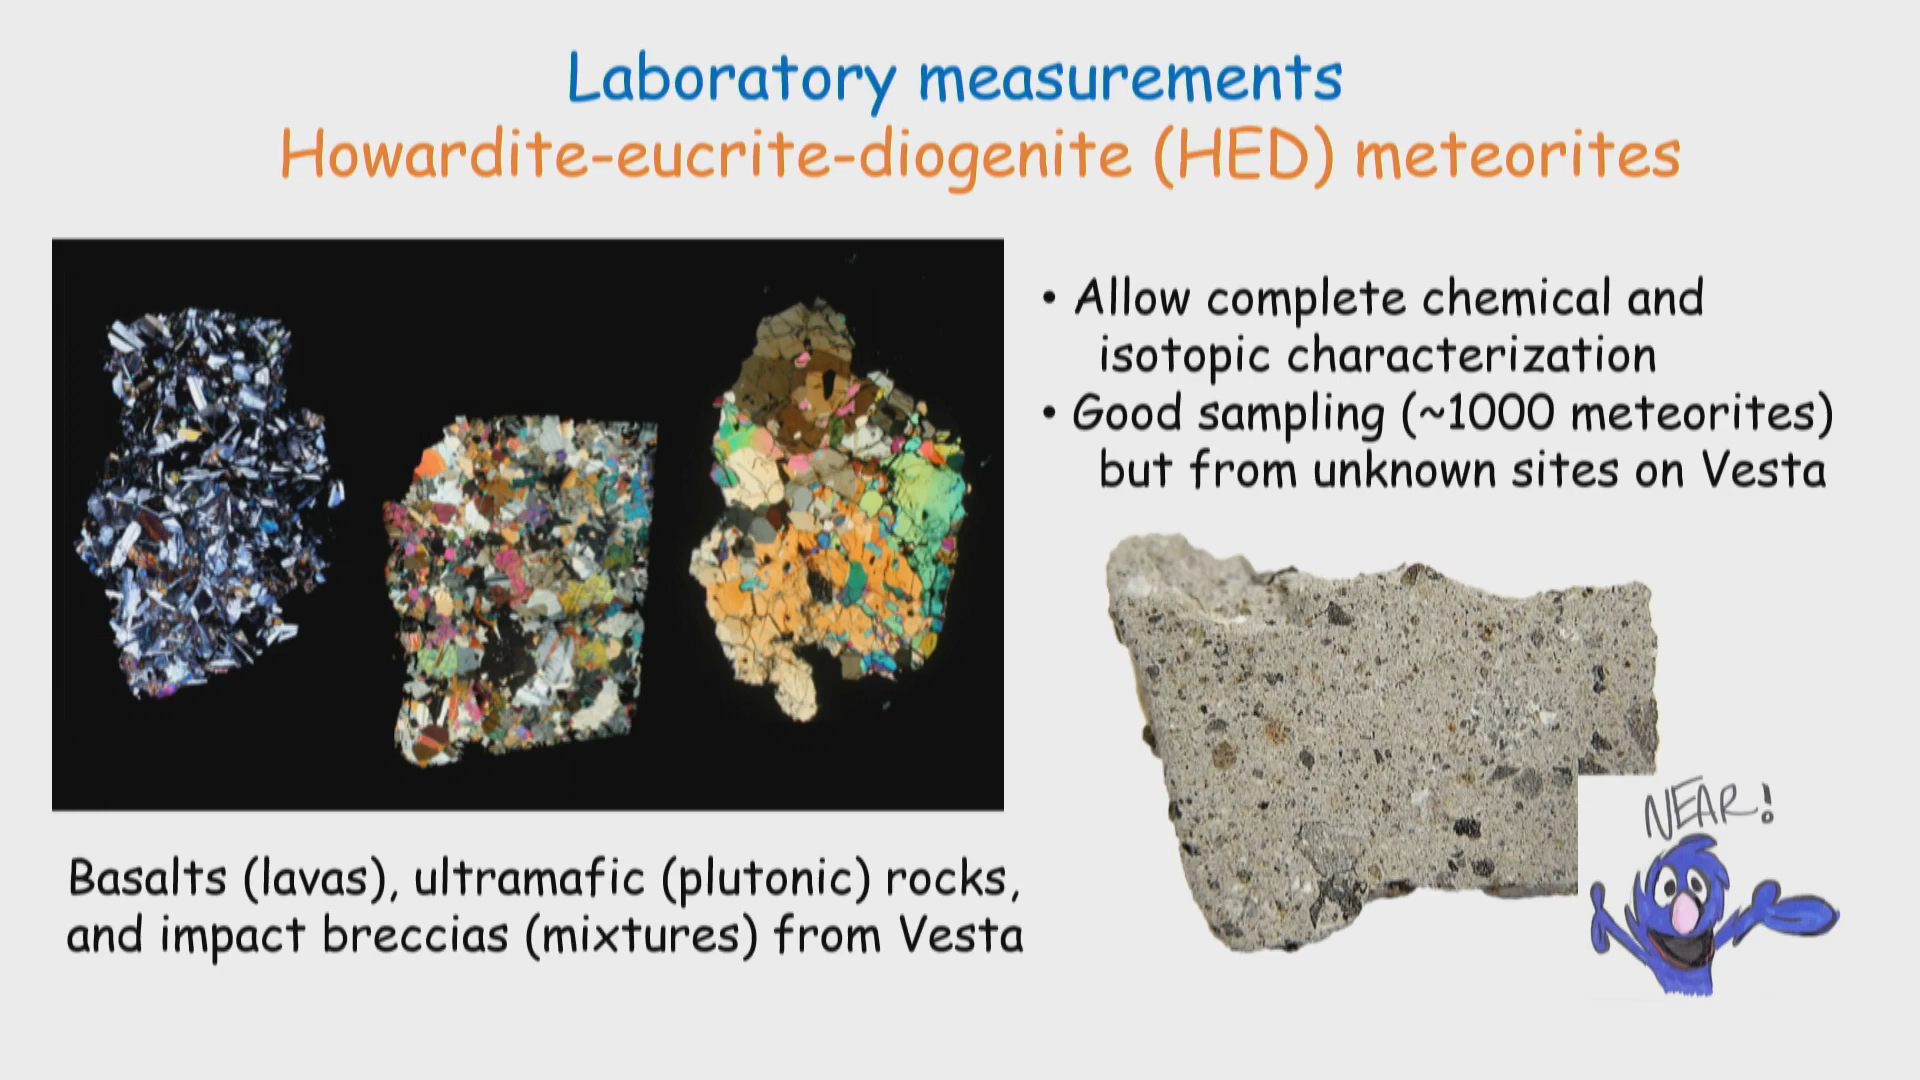 Laboratory measurements
Howardite-eucrite-diogenite (HED) meteorites
• Allow complete chemical and
isotopic characterization
• Good sampling (~1000 meteorites)
but from unknown sites on Vesta
NEAR!
Basalts (lavas), ultramafic (plutonic) rocks,
and impact breccias (mixtures) from Vesta